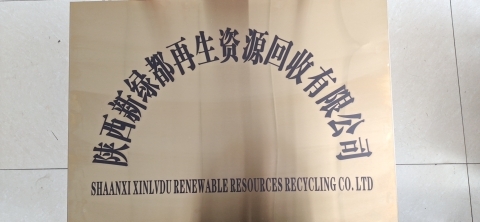 陕西新绿都再生资源回收有限公司
SHAANXI XINLVDU RENEWABLE RESOURCES RECYCLING CO. LTD